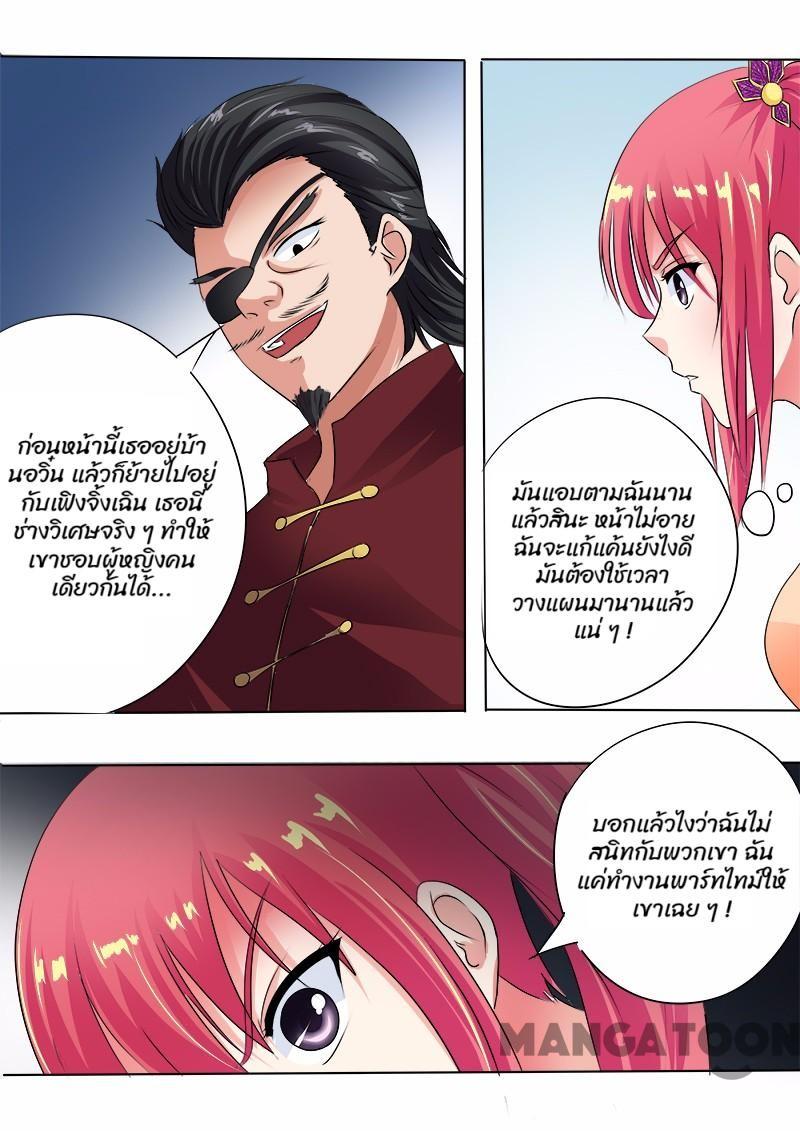 ก่อนหน้านี้เธออยู่บ้า
นอวิ๋น แล้วก็ย้ายไปอยู่
กับเฟิงจิ้งเฉิน เธอนี่
ช่างวิเศษจริง ๆ ทำให้
เขาชอบผู้หญิงคน
เดียวกันได้...
มันแอบตามฉันนาน
แล้วสินะ หน้าไม่อาย
ฉันจะแก้แค้นยังไงดี
มันต้องใช้เวลา
วางแผนมานานแล้ว
แน่ ๆ !
บอกแล้วไงว่าฉันไม่
สนิทกับพวกเขา ฉัน
แค่ทำงานพาร์ทไทม์ให้
เขาเฉย ๆ !
MANGATOON